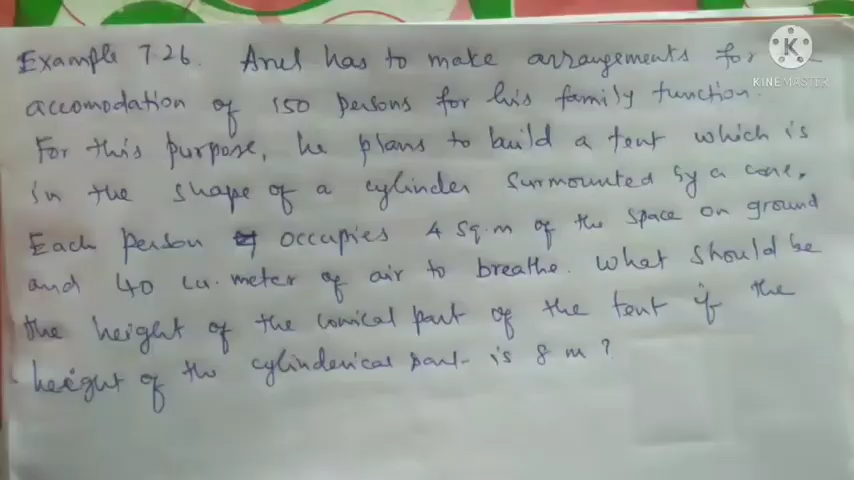 Example 7.26. Arul has to make arrangements for
accomodation of 150 persons for his family function.
For this purpose, he plans to build a tent which is
in the shape of a cylinder surmounted by a cone.
Each person occupies 4 sq.m of the space on ground
and 40 cu. meter of air to breathe. What should be
the height of the conical part of the tent if the
height of the cylinderical part is 8 m?
K
KINEMASTER